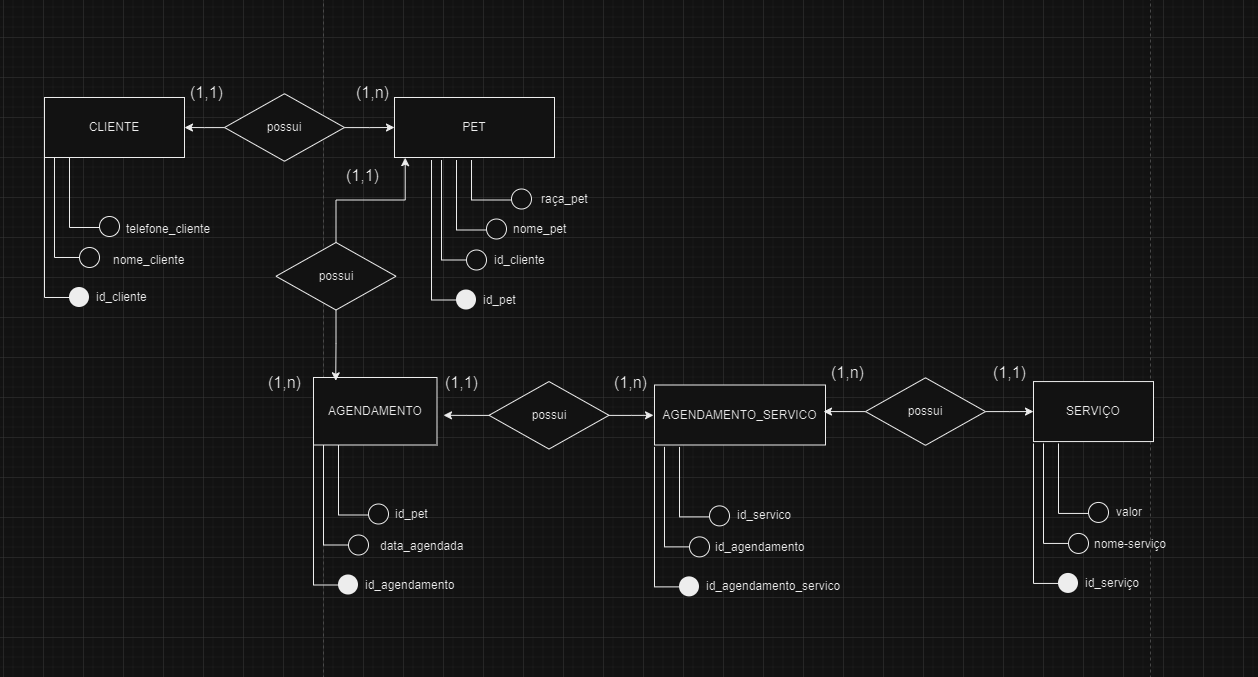 (1,1)
(1,n)
CLIENTE
possui
PET
(1,1)
raça_pet
telefone_cliente
nome_pet
nome_cliente
id_cliente
possui
id_cliente
id_pet
(1,n)
(1,1)
(1,n)
(1,n)
(1,1)
AGENDAMENTO
possui
AGENDAMENTO_SERVICO
possui
SERVIÇO
id_pet
id_servico
valor
data_agendada
id_agendamento
nome-serviço
id_agendamento
id_agendamento_servico
id_serviço